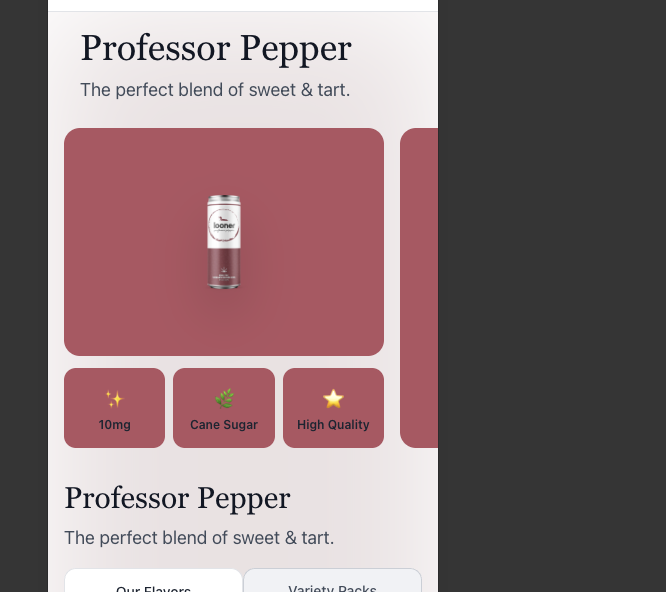 Professor Pepper
The perfect blend of sweet & tart.
looner
10mg
Cane Sugar
High Quality
Professor Pepper
The perfect blend of sweet & tart.
Our Flavors
Variety Packs